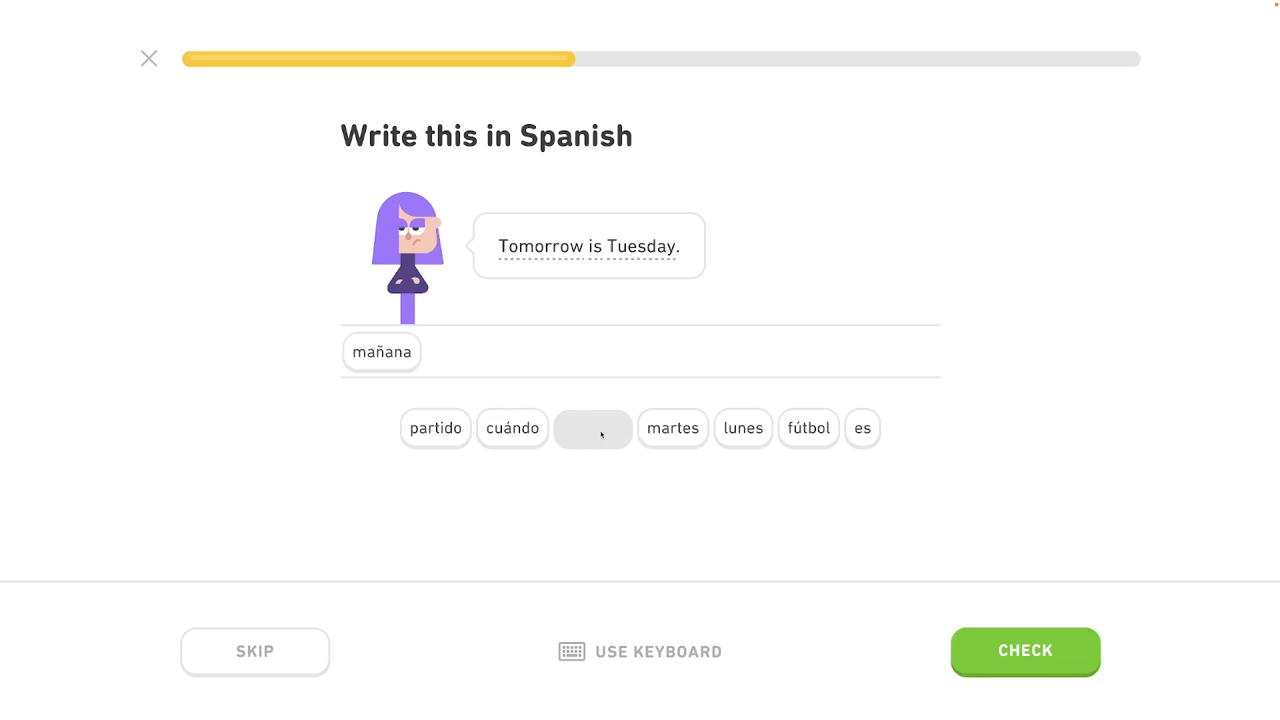 Write this in Spanish
Tomorrow is Tuesday.
mañana
partido cuándo martes lunes fútbol es
SKIP USE KEYBOARD CHECK